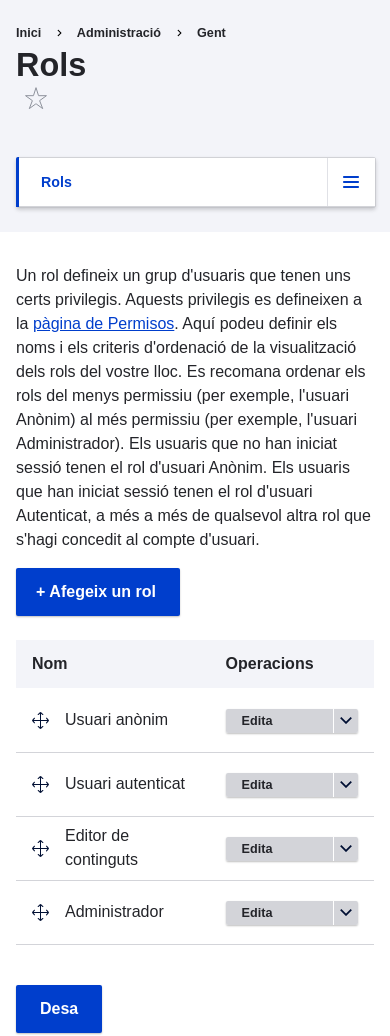 Inici > Administració > Gent
Rols
Rols
Un rol defineix un grup d'usuaris que tenen uns
certs privilegis. Aquests privilegis es defineixen a
la pàgina de Permisos. Aquí podeu definir els
noms i els criteris d'ordenació de la visualització
dels rols del vostre lloc. Es recomana ordenar els
rols del menys permissiu (per exemple, l'usuari
Anònim) al més permissiu (per exemple, l'usuari
Administrador). Els usuaris que no han iniciat
sessió tenen el rol d'usuari Anònim. Els usuaris
que han iniciat sessió tenen el rol d'usuari
Autenticat, a més a més de qualsevol altra rol que
s'hagi concedit al compte d'usuari.
+ Afegeix un rol
Nom Operacions
Usuari anònim Edita
Usuari autenticat Edita
Editor de
continguts Edita
Administrador Edita
Desa